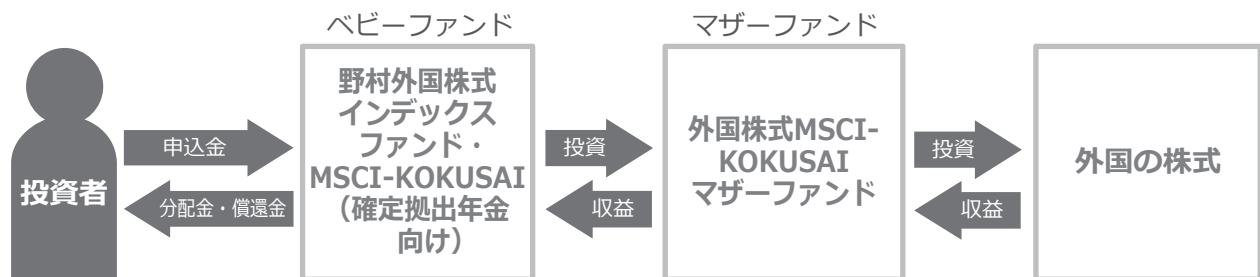 ベビーファンド
マザーファンド
投資者
申込金
分配金・償還金
野村外国株式
インデックス
ファンド・
MSCI-KOKUSAI
（確定拠出年金
向け）
投資
収益
外国株式MSCI-
KOKUSAI
マザーファンド
投資
収益
外国の株式